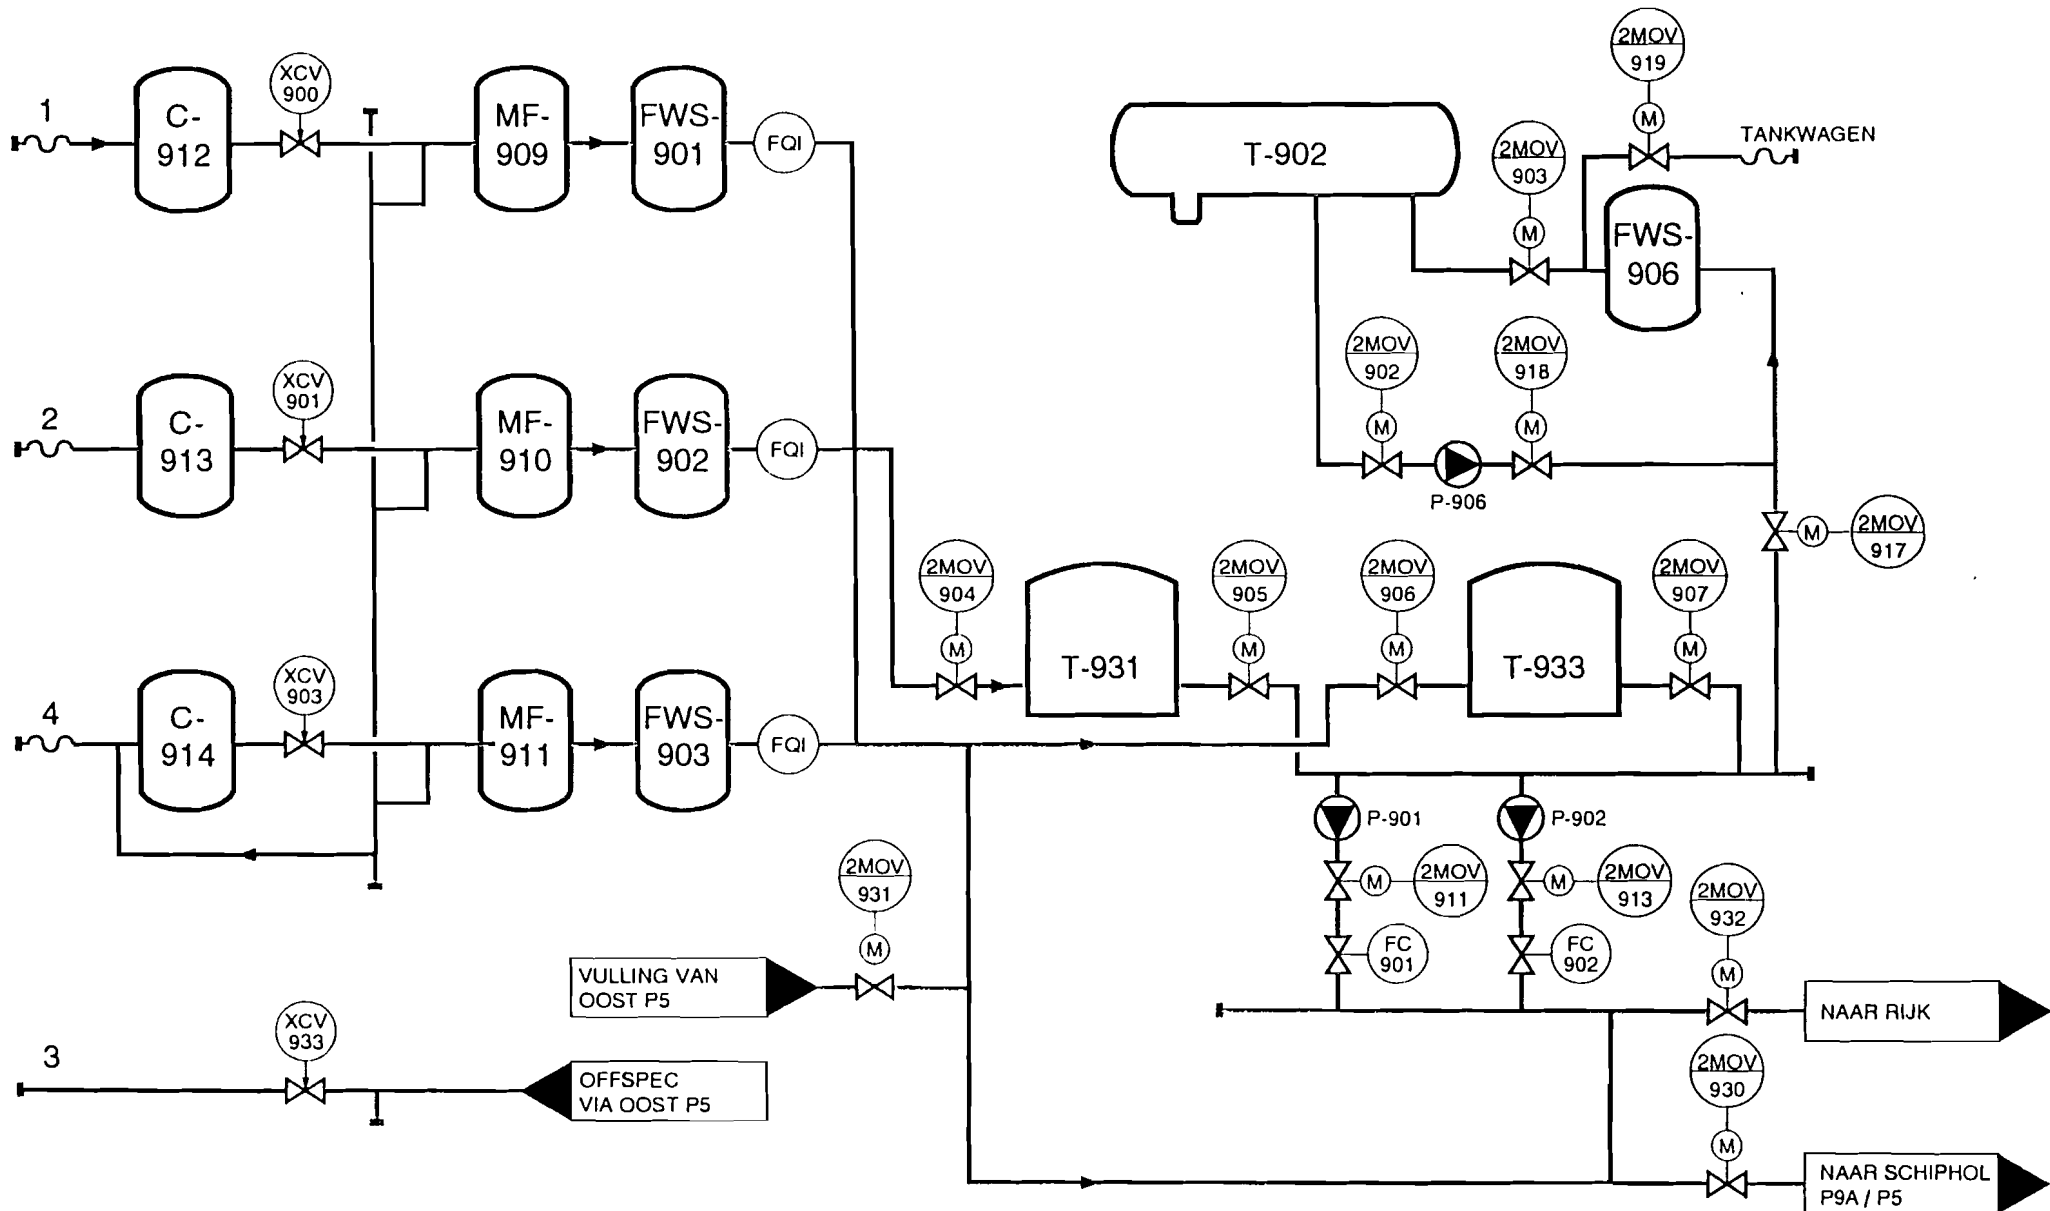 1
C-
912
XCV
900
MF-
909
FWS-
901
FQI
2
C-
913
XCV
901
MF-
910
FWS-
902
FQI
4
C-
914
XCV
903
MF-
911
FWS-
903
FQI
3
XCV
933
OFFSPEC
VIA OOST P5
VULLING VAN
OOST P5
2MOV
931
M
T-902
2MOV
903
M
2MOV
919
M
TANKWAGEN
FWS-
906
2MOV
902
M
P-906
2MOV
918
M
2MOV
917
M
2MOV
904
M
T-931
2MOV
905
M
2MOV
906
M
T-933
2MOV
907
M
P-901
M
2MOV
911
FC
901
P-902
M
2MOV
913
FC
902
2MOV
932
M
NAAR RIJK
2MOV
930
M
NAAR SCHIPHOL
P9A / P5